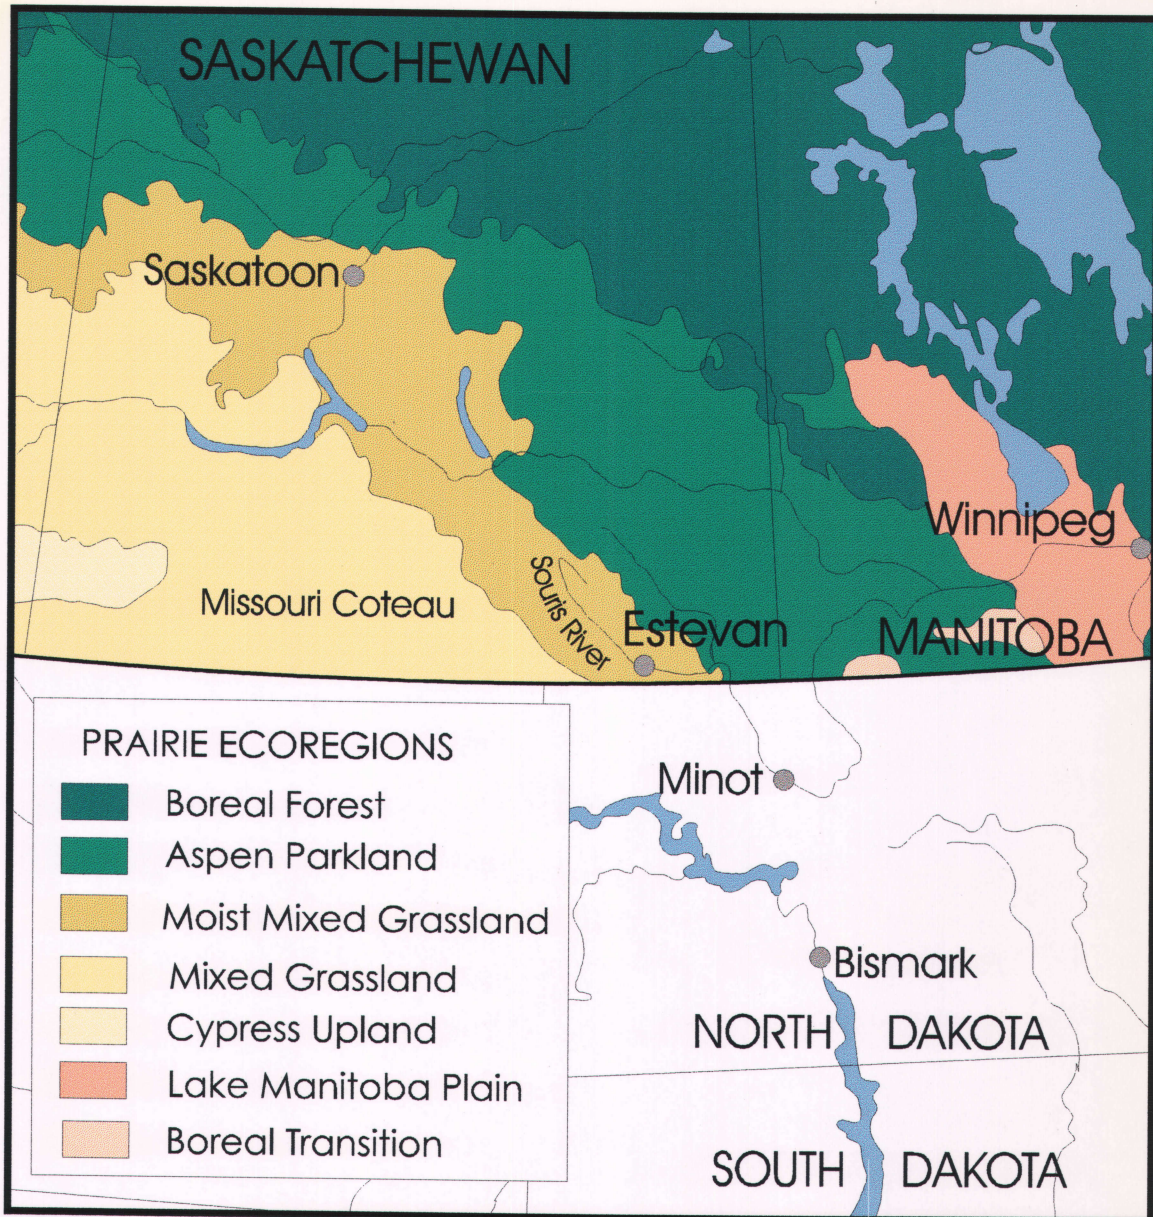 SASKATCHEWAN
Saskatoon
Winnipeg
Missouri Coteau
Souris River
Estevan
MANITOBA
PRAIRIE ECOREGIONS
Boreal Forest
Aspen Parkland
Moist Mixed Grassland
Mixed Grassland
Cypress Upland
Lake Manitoba Plain
Boreal Transition
Minot
Bismark
NORTH DAKOTA
SOUTH DAKOTA